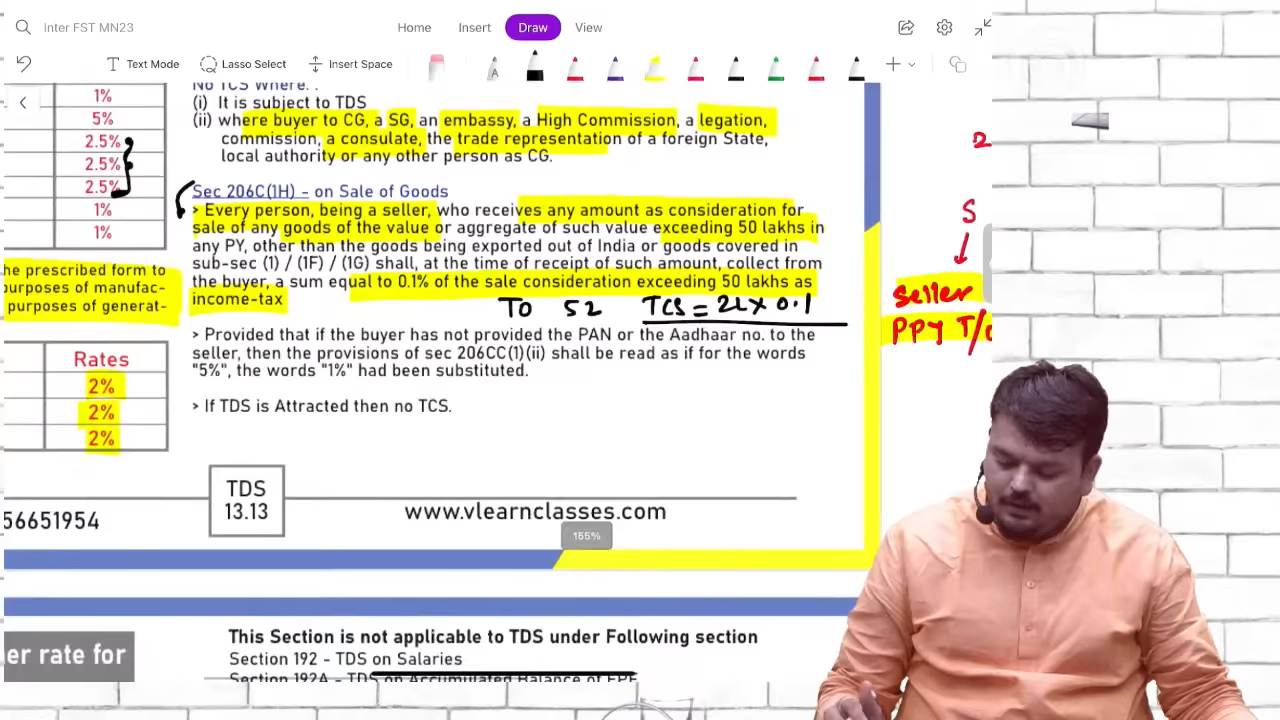 Inter FST MN23
Home
Insert
Draw
View
Text Mode
Lasso Select
Insert Space
1%
5%
2.5%
2.5%
2.5%
1%
1%
he prescribed form to
purposes of manufac-
purposes of generat-
Rates
2%
2%
2%
No TCS Where: .
(i) It is subject to TDS
(ii) where buyer to CG, a SG, an embassy, a High Commission, a legation,
commission, a consulate, the trade representation of a foreign State,
local authority or any other person as CG.
Sec 206C(1H) - on Sale of Goods
> Every person, being a seller, who receives any amount as consideration for
sale of any goods of the value or aggregate of such value exceeding 50 lakhs in
any PY, other than the goods being exported out of India or goods covered in
sub-sec (1) / (1F) / (1G) shall, at the time of receipt of such amount, collect from
the buyer, a sum equal to 0.1% of the sale consideration exceeding 50 lakhs as
income-tax
TO 52 TCS = 2L x 0.1
> Provided that if the buyer has not provided the PAN or the Aadhaar no. to the
seller, then the provisions of sec 206CC(1)(ii) shall be read as if for the words
"5%", the words "1%" had been substituted.
> If TDS is Attracted then no TCS.
2
S
↓
Seller
PPY T/
56651954
TDS
13.13
www.vlearnclasses.com
155%
er rate for
This Section is not applicable to TDS under Following section
Section 192 - TDS on Salaries
Section 192A - TDS on Accumulated Balance of EPF